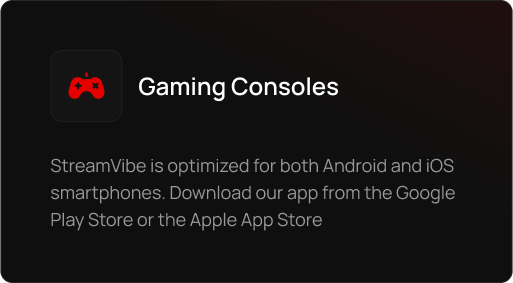 Gaming Consoles
StreamVibe is optimized for both Android and iOS
smartphones. Download our app from the Google
Play Store or the Apple App Store